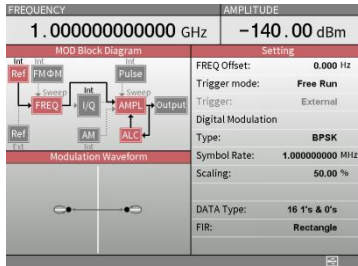 FREQUENCY
AMPLITUDE
1.000000000000 GHz
-140.00 dBm
MOD Block Diagram
Int
Int
Int
Ref
FMΦM
Pulse
Sweep
Int
Sweep
FREQ
I/Q
AMPL
Output
Ref
AM
ALC
Ext
Int
Modulation Waveform
Setting
FREQ Offset: 0.000 Hz
Trigger mode: Free Run
Trigger: External
Digital Modulation
Type: BPSK
Symbol Rate: 1.000000000 MHz
Scaling: 50.00 %
DATA Type: 16 1's & 0's
FIR: Rectangle